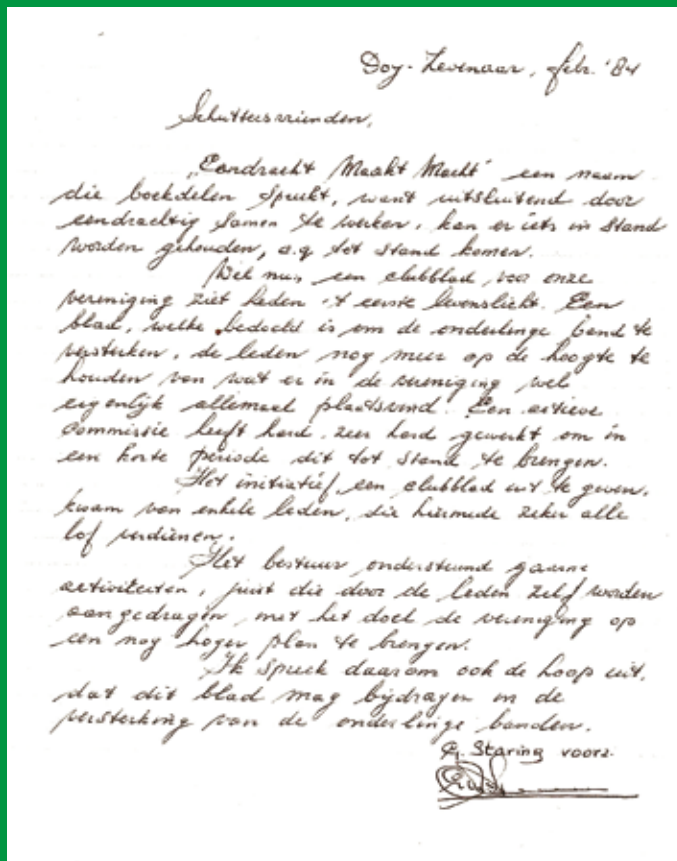 Ooy-Zevenaar, febr. '84
Schuttersvrienden,
"Eendracht Maakt Macht" een naam
die boekdelen spreekt, want uitsluitend door
eendrachtig samen te werken, kan er iets in stand
worden gehouden, c.q. tot stand komen.
Wel nu, een clubblad voor onze
vereniging ziet heden 't eerste levenslicht. Een
blad, welke bedoeld is om de onderlinge band te
versterken, de leden nog meer op de hoogte te
houden van wat er in de vereniging wel
eigenlijk allemaal plaatsvind. Een actieve
commissie heeft hard, zeer hard gewerkt om in
een korte periode dit tot stand te brengen.
Het initiatief, een clubblad uit te geven,
kwam van enkele leden, die hiermede zeker alle
lof verdienen.
Het bestuur ondersteund gaarne
activiteiten, juist die door de leden zelf worden
aangedragen, met het doel de vereniging op
een nog hoger plan te brengen.
Ik spreek daarom ook de hoop uit,
dat dit blad mag bijdragen in de
versterking van de onderlinge banden.
G. Staring voorz.